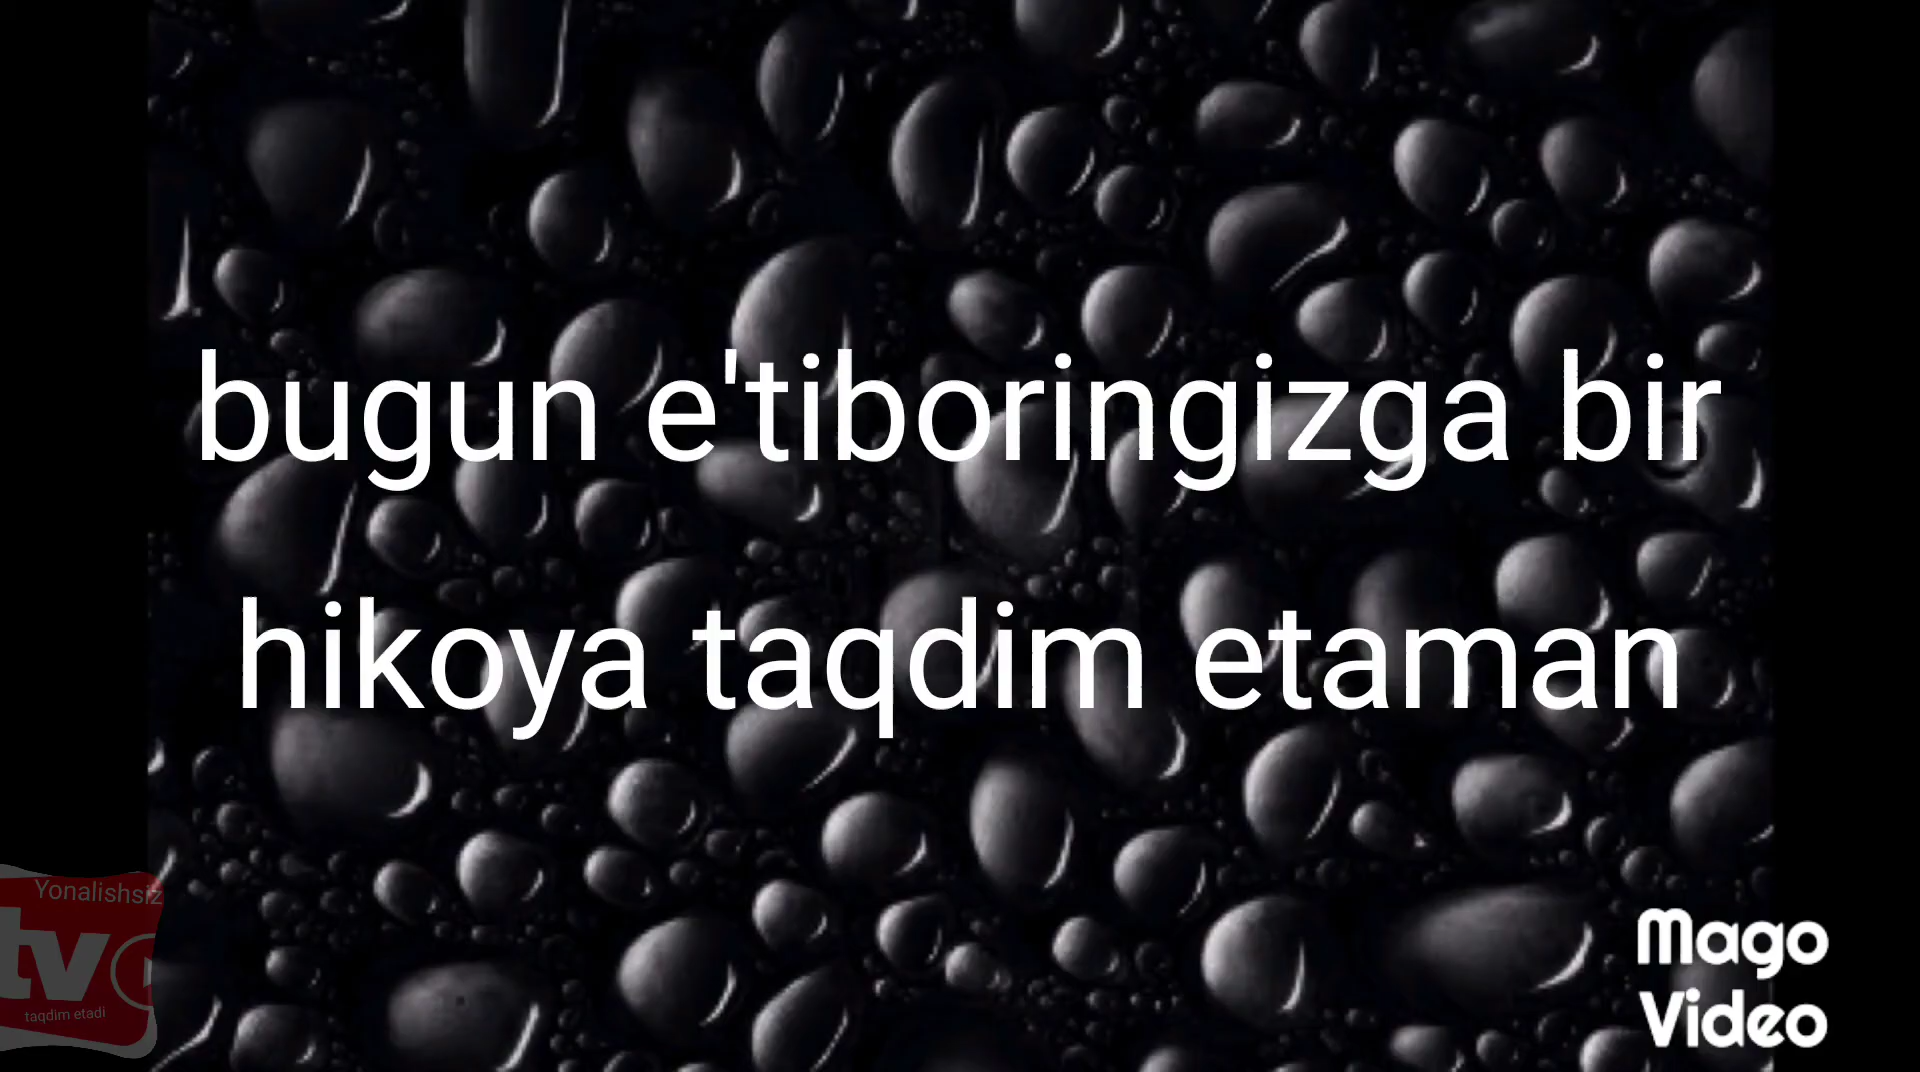 bugun e'tiboringizga bir
hikoya taqdim etaman
Yonalishsiz
tv
taqdim etadi
Mago
Video